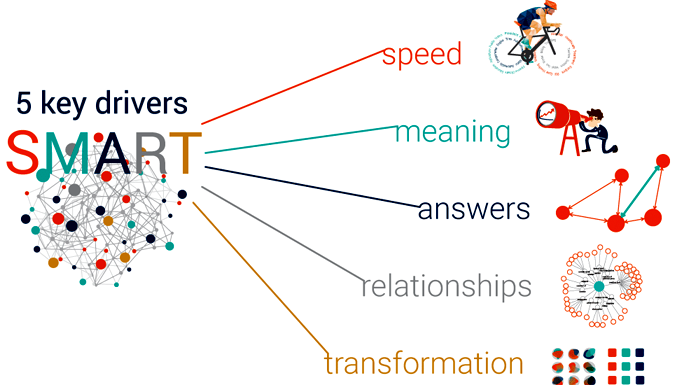 5 key drivers
SMART
speed
meaning
answers
relationships
transformation